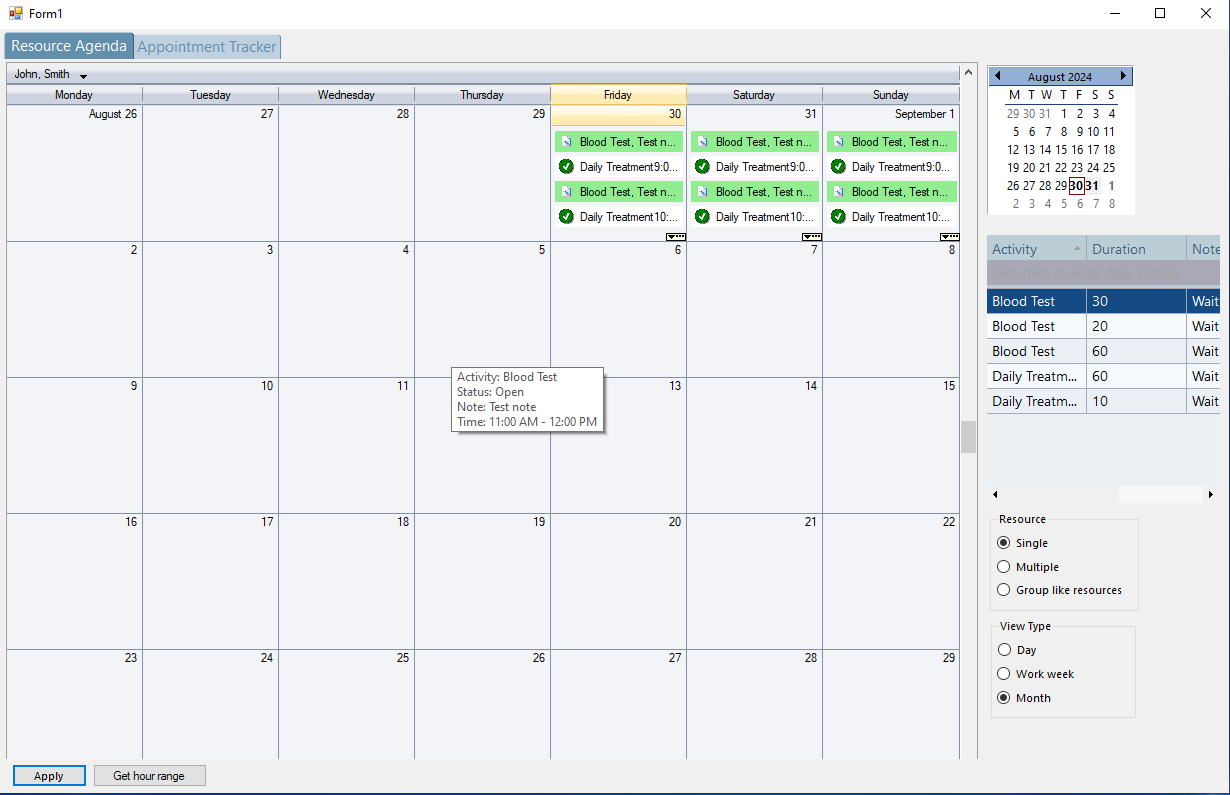 Form1
Resource Agenda Appointment Tracker
John, Smith
Monday Tuesday Wednesday Thursday Friday Saturday Sunday
August 26 27 28 29 30 31 September 1
Blood Test, Test n... Blood Test, Test n... Blood Test, Test n...
Daily Treatment9:0... Daily Treatment9:0... Daily Treatment9:0...
Blood Test, Test n... Blood Test, Test n... Blood Test, Test n...
Daily Treatment10:... Daily Treatment10:... Daily Treatment10:...
2 3 4 5 6 7 8
9 10 11 13 14 15
Activity: Blood Test
Status: Open
Note: Test note
Time: 11:00 AM - 12:00 PM
16 17 18 19 20 21 22
23 24 25 26 27 28 29
Apply Get hour range
August 2024
M T W T F S S
29 30 31 1 2 3 4
5 6 7 8 9 10 11
12 13 14 15 16 17 18
19 20 21 22 23 24 25
26 27 28 29 30 31 1
2 3 4 5 6 7 8
Activity Duration Note
Click here to enter filter criteria
Blood Test 30 Wait
Blood Test 20 Wait
Blood Test 60 Wait
Daily Treatm... 60 Wait
Daily Treatm... 10 Wait
Resource
Single
Multiple
Group like resources
View Type
Day
Work week
Month